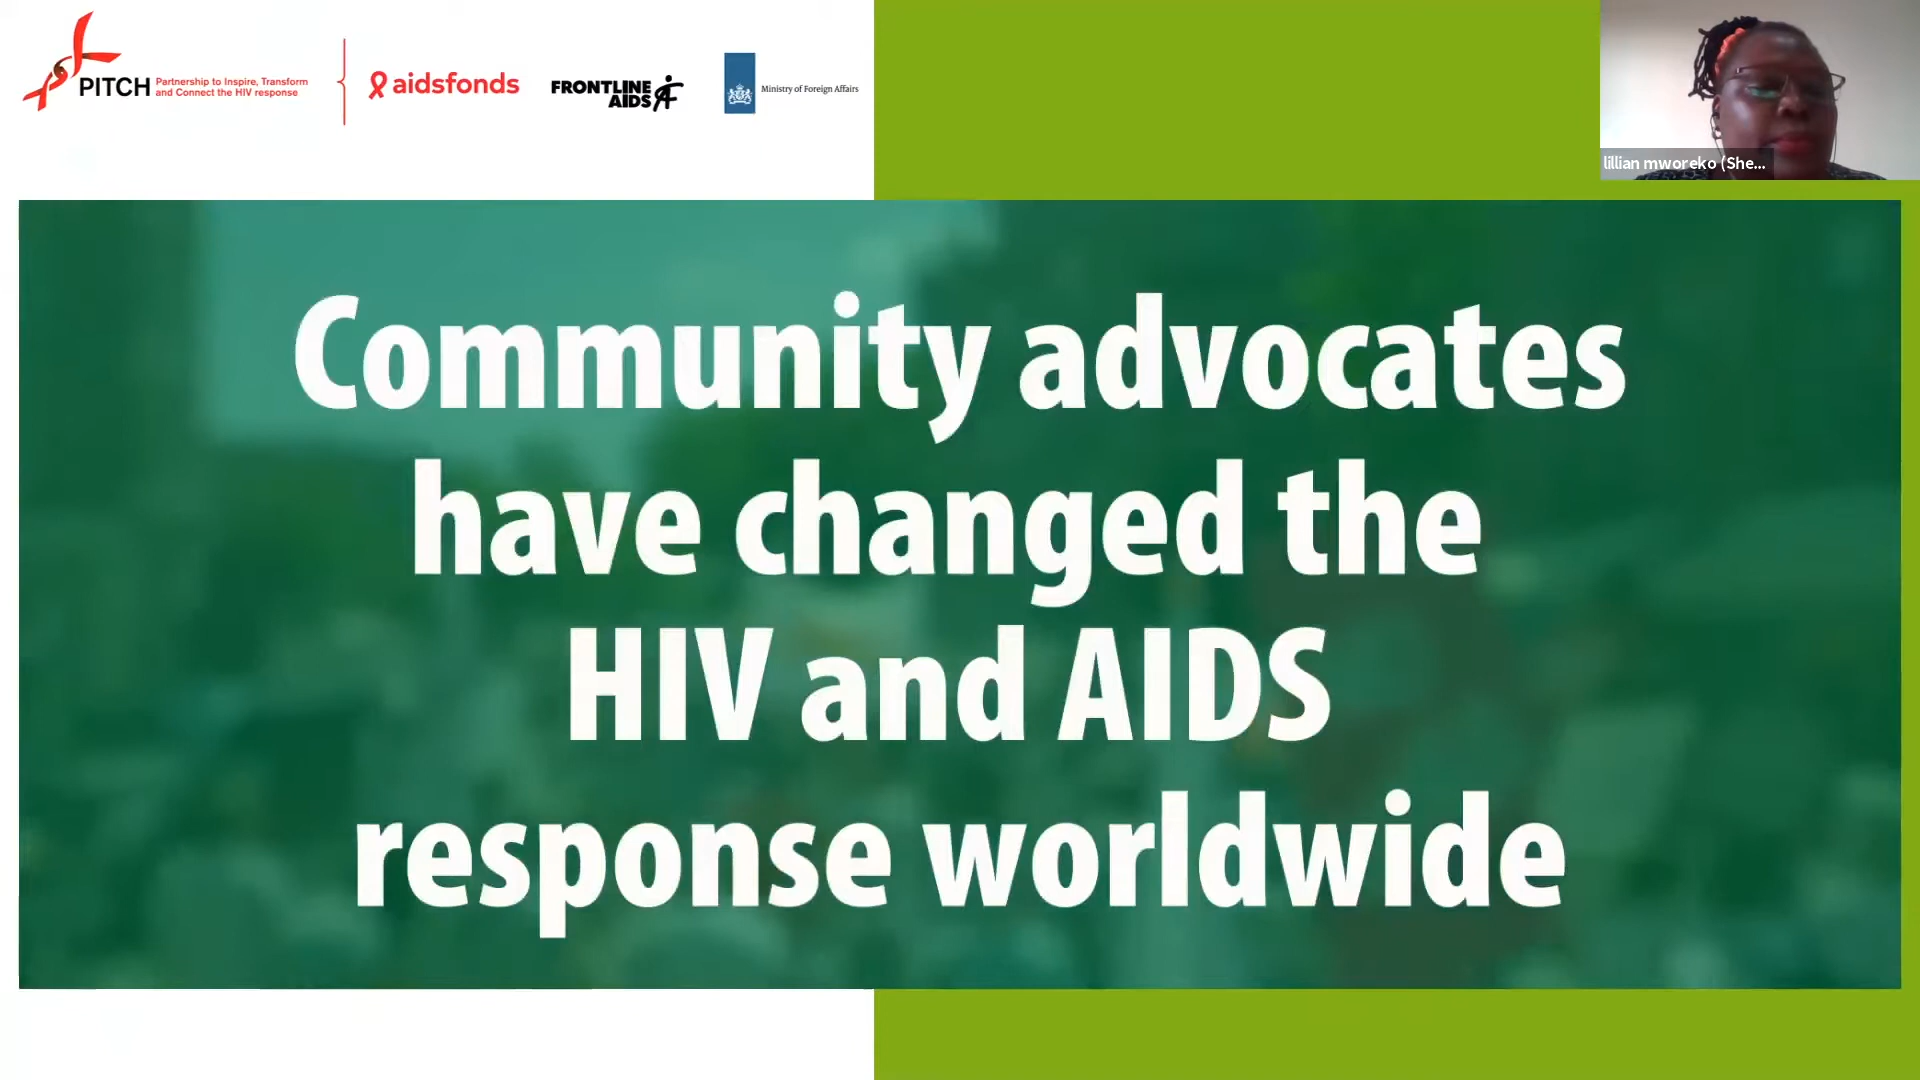 PITCH
Partnership to Inspire, Transform
and Connect the HIV response
aidsfonds
FRONTLINE
AIDS
Ministry of Foreign Affairs
lillian mworeko (She...
Community advocates
have changed the
HIV and AIDS
response worldwide